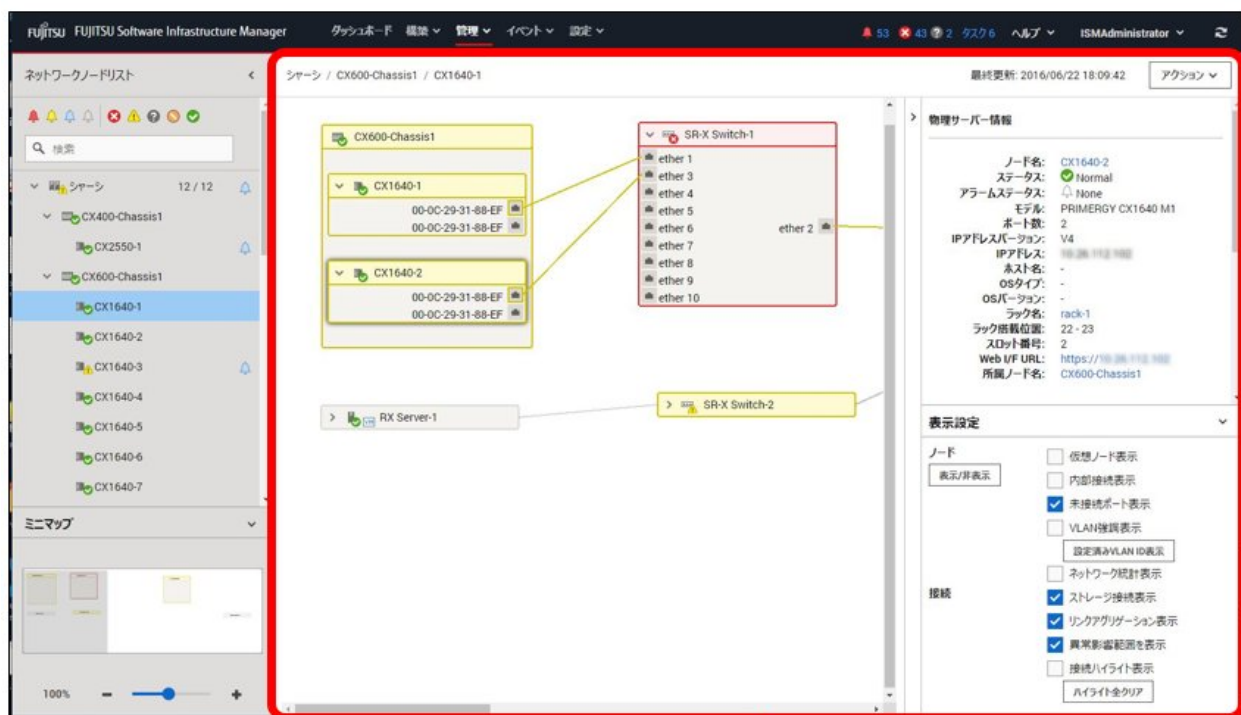 FUJITSU FUJITSU Software Infrastructure Manager ダッシュボード 構築 管理 イベント 設定 53 43 2 タスク 6 ヘルプ ISMAdministrator
ネットワークノードリスト
検索
シャーシ 12 / 12
CX400-Chassis1
CX2550-1
CX600-Chassis1
CX1640-1
CX1640-2
CX1640-3
CX1640-4
CX1640-5
CX1640-6
CX1640-7
ミニマップ
100%
シャーシ / CX600-Chassis1 / CX1640-1
最終更新: 2016/06/22 18:09:42
アクション
CX600-Chassis1
CX1640-1
00-0C-29-31-88-EF
00-0C-29-31-88-EF
CX1640-2
00-0C-29-31-88-EF
00-0C-29-31-88-EF
SR-X Switch-1
ether 1
ether 3
ether 4
ether 5
ether 6
ether 7
ether 8
ether 9
ether 10
ether 2
RX Server-1
SR-X Switch-2
物理サーバー情報
ノード名: CX1640-2
ステータス: Normal
アラームステータス: None
モデル: PRIMERGY CX1640 M1
ポート数: 2
IPアドレスバージョン: V4
IPアドレス:
ホスト名: -
OSタイプ: -
OSバージョン: -
ラック名: rack-1
ラック搭載位置: 22 - 23
スロット番号: 2
Web I/F URL: https://
所属ノード名: CX600-Chassis1
表示設定
ノード
表示/非表示
仮想ノード表示
内部接続表示
未接続ポート表示
VLAN強調表示
設定済みVLAN ID表示
ネットワーク統計表示
接続
ストレージ接続表示
リンクアグリゲーション表示
異常影響範囲を表示
接続ハイライト表示
ハイライト全クリア